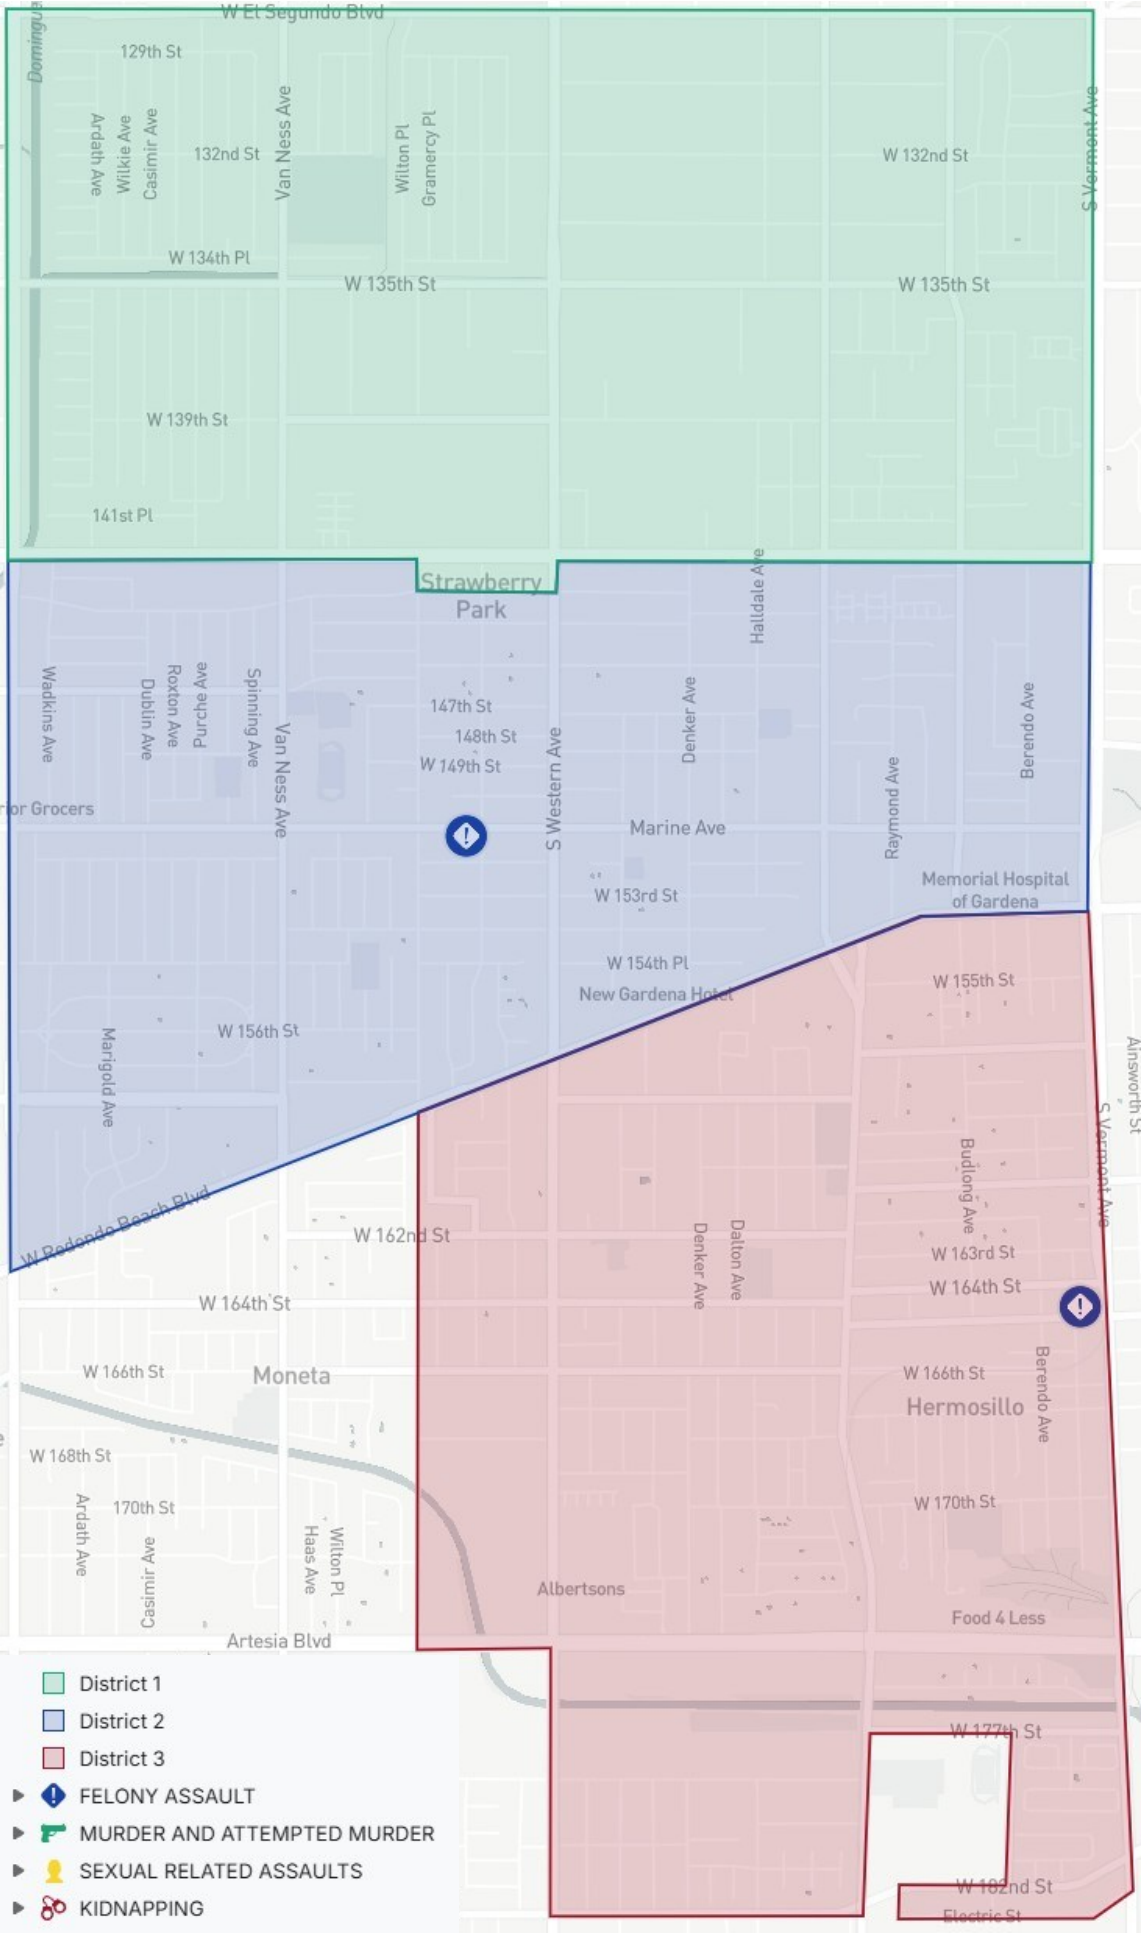 W El Segundo Blvd
129th St
Ardath Ave
Wilkie Ave
Casimir Ave
132nd St
Van Ness Ave
Wilton Pl
Gramercy Pl
W 132nd St
S Vermont Ave
W 134th Pl
W 135th St
W 135th St
W 139th St
141st Pl
Strawberry
Park
Halldale Ave
Wadkins Ave
Dublin Ave
Roxton Ave
Purche Ave
Spinning Ave
Van Ness Ave
147th St
148th St
W 149th St
S Western Ave
Denker Ave
Berendo Ave
Raymond Ave
rior Grocers
Marine Ave
W 153rd St
Memorial Hospital
of Gardena
W 154th Pl
New Gardena Hotel
W 155th St
W 156th St
Marigold Ave
Ainsworth St
S Vermont Ave
Budlong Ave
W Redondo Beach Blvd
W 162nd St
Denker Ave
Dalton Ave
W 163rd St
W 164th St
W 164th St
W 166th St
Moneta
W 166th St
Hermosillo
Berendo Ave
W 168th St
Ardath Ave
170th St
Casimir Ave
Haas Ave
Wilton Pl
W 170th St
Albertsons
Food 4 Less
Artesia Blvd
W 177th St
W 182nd St
Electric St
District 1
District 2
District 3
FELONY ASSAULT
MURDER AND ATTEMPTED MURDER
SEXUAL RELATED ASSAULTS
KIDNAPPING